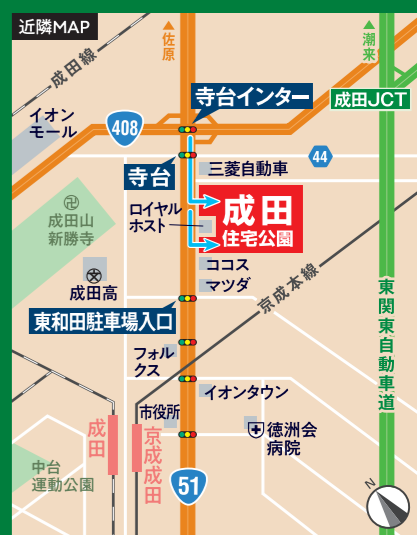 近隣MAP
佐原
潮来
成田線
寺台インター
成田JCT
イオン
モール
408
44
三菱自動車
寺台
ロイヤル
ホスト
成田
住宅公園
成田山
新勝寺
成田高
ココス
マツダ
京成本線
東和田駐車場入口
東関東自動車道
フォル
クス
イオンタウン
市役所
成田
京成成田
徳洲会
病院
中台
運動公園
51
N